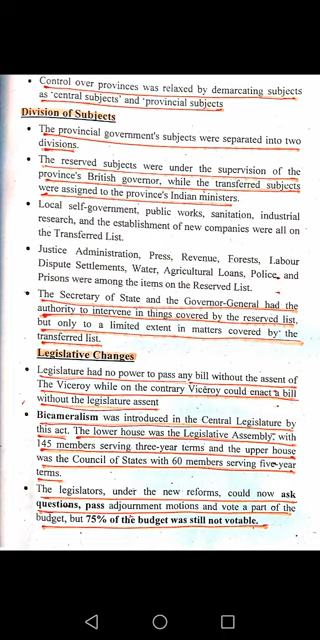 • Control over provinces was relaxed by demarcating subjects
as 'central subjects' and 'provincial subjects
Division of Subjects
• The provincial government's subjects were separated into two
divisions.
• The reserved subjects were under the supervision of the
province's British governor, while the transferred subjects
were assigned to the province's Indian ministers.
• Local self-government, public works, sanitation, industrial
research, and the establishment of new companies were all on
the Transferred List.
• Justice Administration, Press, Revenue, Forests, Labour
Dispute Settlements, Water, Agricultural Loans, Police, and
Prisons were among the items on the Reserved List.
• The Secretary of State and the Governor-General had the
authority to intervene in things covered by the reserved list,
but only to a limited extent in matters covered by the
transferred list.
Legislative Changes
• Legislature had no power to pass any bill without the assent of
The Viceroy while on the contrary Viceroy could enact a bill
without the legislature assent
• Bicameralism was introduced in the Central Legislature by
this act. The lower house was the Legislative Assembly, with
145 members serving three-year terms and the upper house
was the Council of States with 60 members serving five-year
terms.
• The legislators, under the new reforms, could now ask
questions, pass adjournment motions and vote a part of the
budget, but 75% of the budget was still not votable.